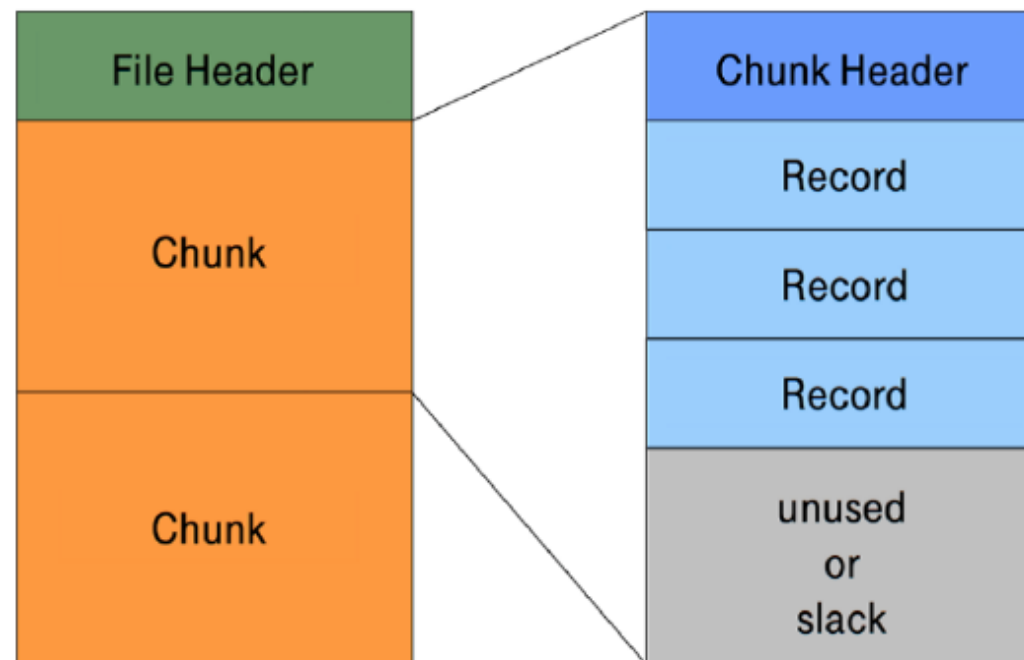 File Header
Chunk
Chunk
Chunk Header
Record
Record
Record
unused
or
slack